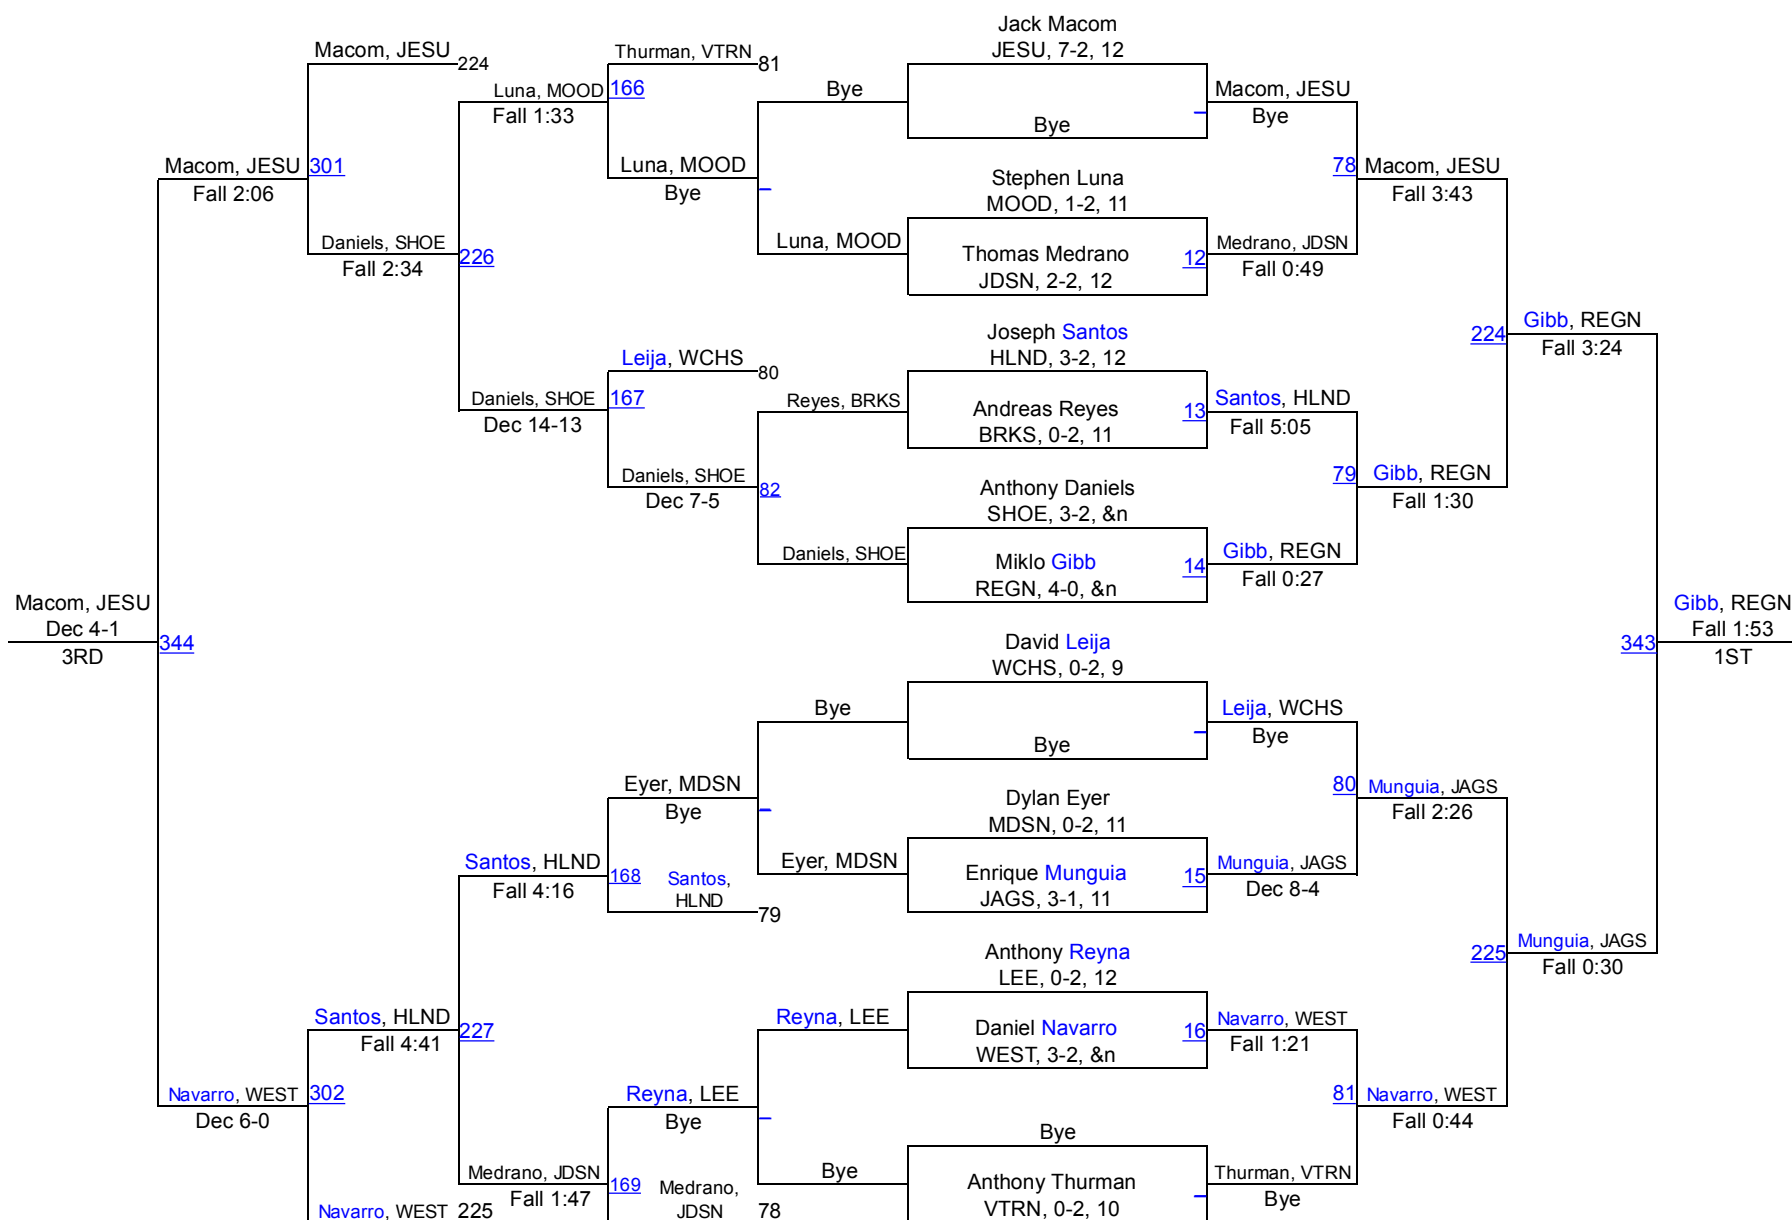 Jack Macom
JESU, 7-2, 12
Macom, JESU
224
Thurman, VTRN
81
Luna, MOOD
166
Fall 1:33
Bye
Macom, JESU
Bye
Bye
Macom, JESU
301
Fall 2:06
Luna, MOOD
Bye
Stephen Luna
MOOD, 1-2, 11
78
Macom, JESU
Fall 3:43
Daniels, SHOE
Fall 2:34
226
Luna, MOOD
Thomas Medrano
JDSN, 2-2, 12
12
Medrano, JDSN
Fall 0:49
Joseph Santos
HLND, 3-2, 12
224
Gibb, REGN
Fall 3:24
Leija, WCHS
80
Daniels, SHOE
167
Dec 14-13
Reyes, BRKS
Andreas Reyes
BRKS, 0-2, 11
13
Santos, HLND
Fall 5:05
Daniels, SHOE
Dec 7-5
82
Anthony Daniels
SHOE, 3-2, &n
79
Gibb, REGN
Fall 1:30
Daniels, SHOE
Miklo Gibb
REGN, 4-0, &n
14
Gibb, REGN
Fall 0:27
Macom, JESU
Dec 4-1
3RD
344
David Leija
WCHS, 0-2, 9
343
Gibb, REGN
Fall 1:53
1ST
Bye
Bye
Leija, WCHS
Bye
Eyer, MDSN
Bye
Dylan Eyer
MDSN, 0-2, 11
80
Munguia, JAGS
Fall 2:26
Santos, HLND
Fall 4:16
168
Santos,
HLND
79
Eyer, MDSN
Enrique Munguia
JAGS, 3-1, 11
15
Munguia, JAGS
Dec 8-4
Anthony Reyna
LEE, 0-2, 12
225
Munguia, JAGS
Fall 0:30
Santos, HLND
Fall 4:41
227
Reyna, LEE
Daniel Navarro
WEST, 3-2, &n
16
Navarro, WEST
Fall 1:21
Navarro, WEST
Dec 6-0
302
Reyna, LEE
Bye
81
Navarro, WEST
Fall 0:44
Bye
Medrano, JDSN
Fall 1:47
169
Medrano,
JDSN
78
Bye
Anthony Thurman
VTRN, 0-2, 10
Thurman, VTRN
Bye
Navarro, WEST
225